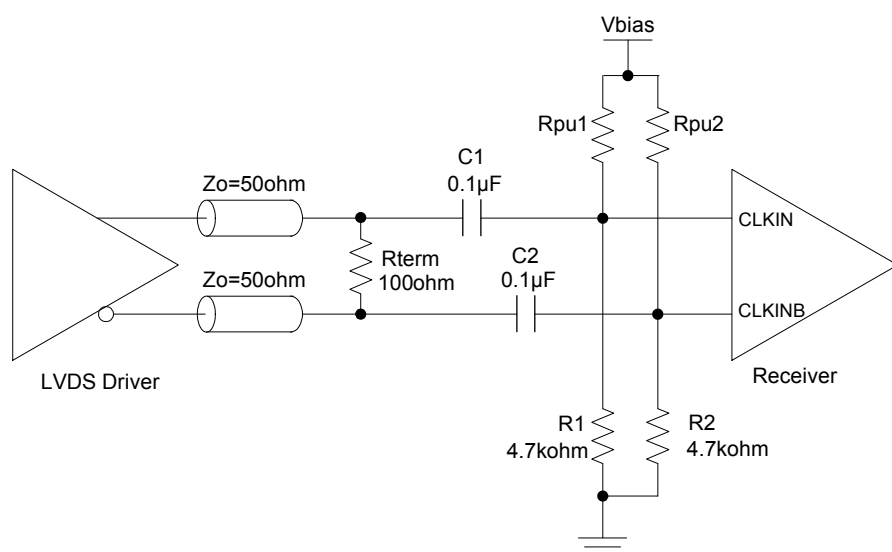 Vbias
Rpu1
Rpu2
C1
0.1µF
Zo=50ohm
CLKIN
Rterm
100ohm
C2
0.1µF
Zo=50ohm
CLKINB
LVDS Driver
Receiver
R1
4.7kohm
R2
4.7kohm